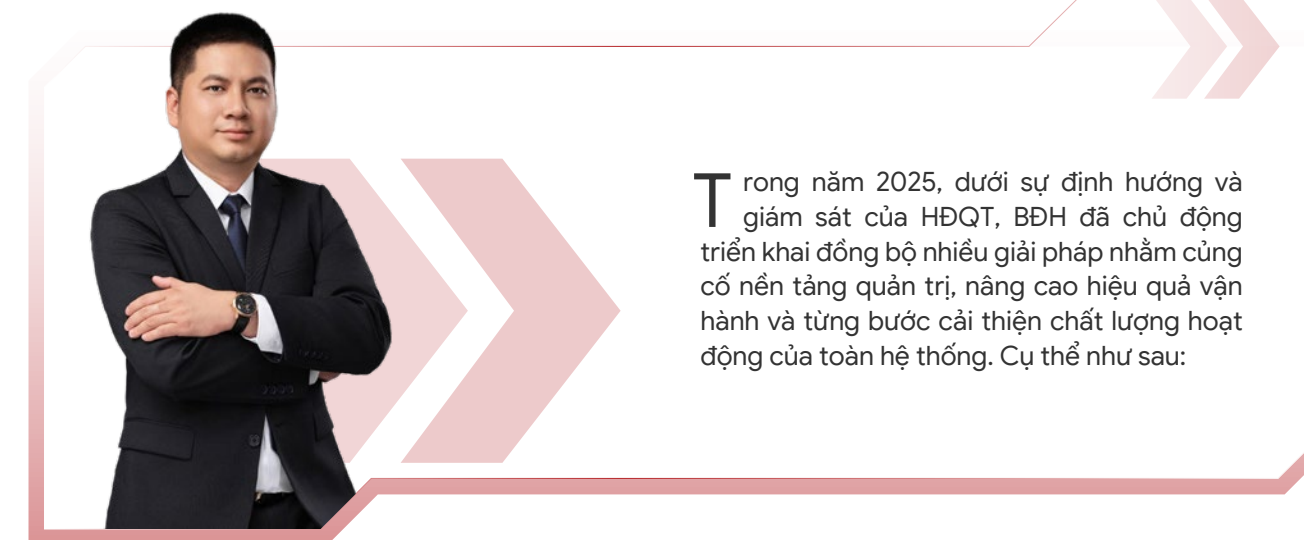 Trong năm 2025, dưới sự định hướng và
giám sát của HĐQT, BĐH đã chủ động
triển khai đồng bộ nhiều giải pháp nhằm củng
cố nền tảng quản trị, nâng cao hiệu quả vận
hành và từng bước cải thiện chất lượng hoạt
động của toàn hệ thống. Cụ thể như sau: